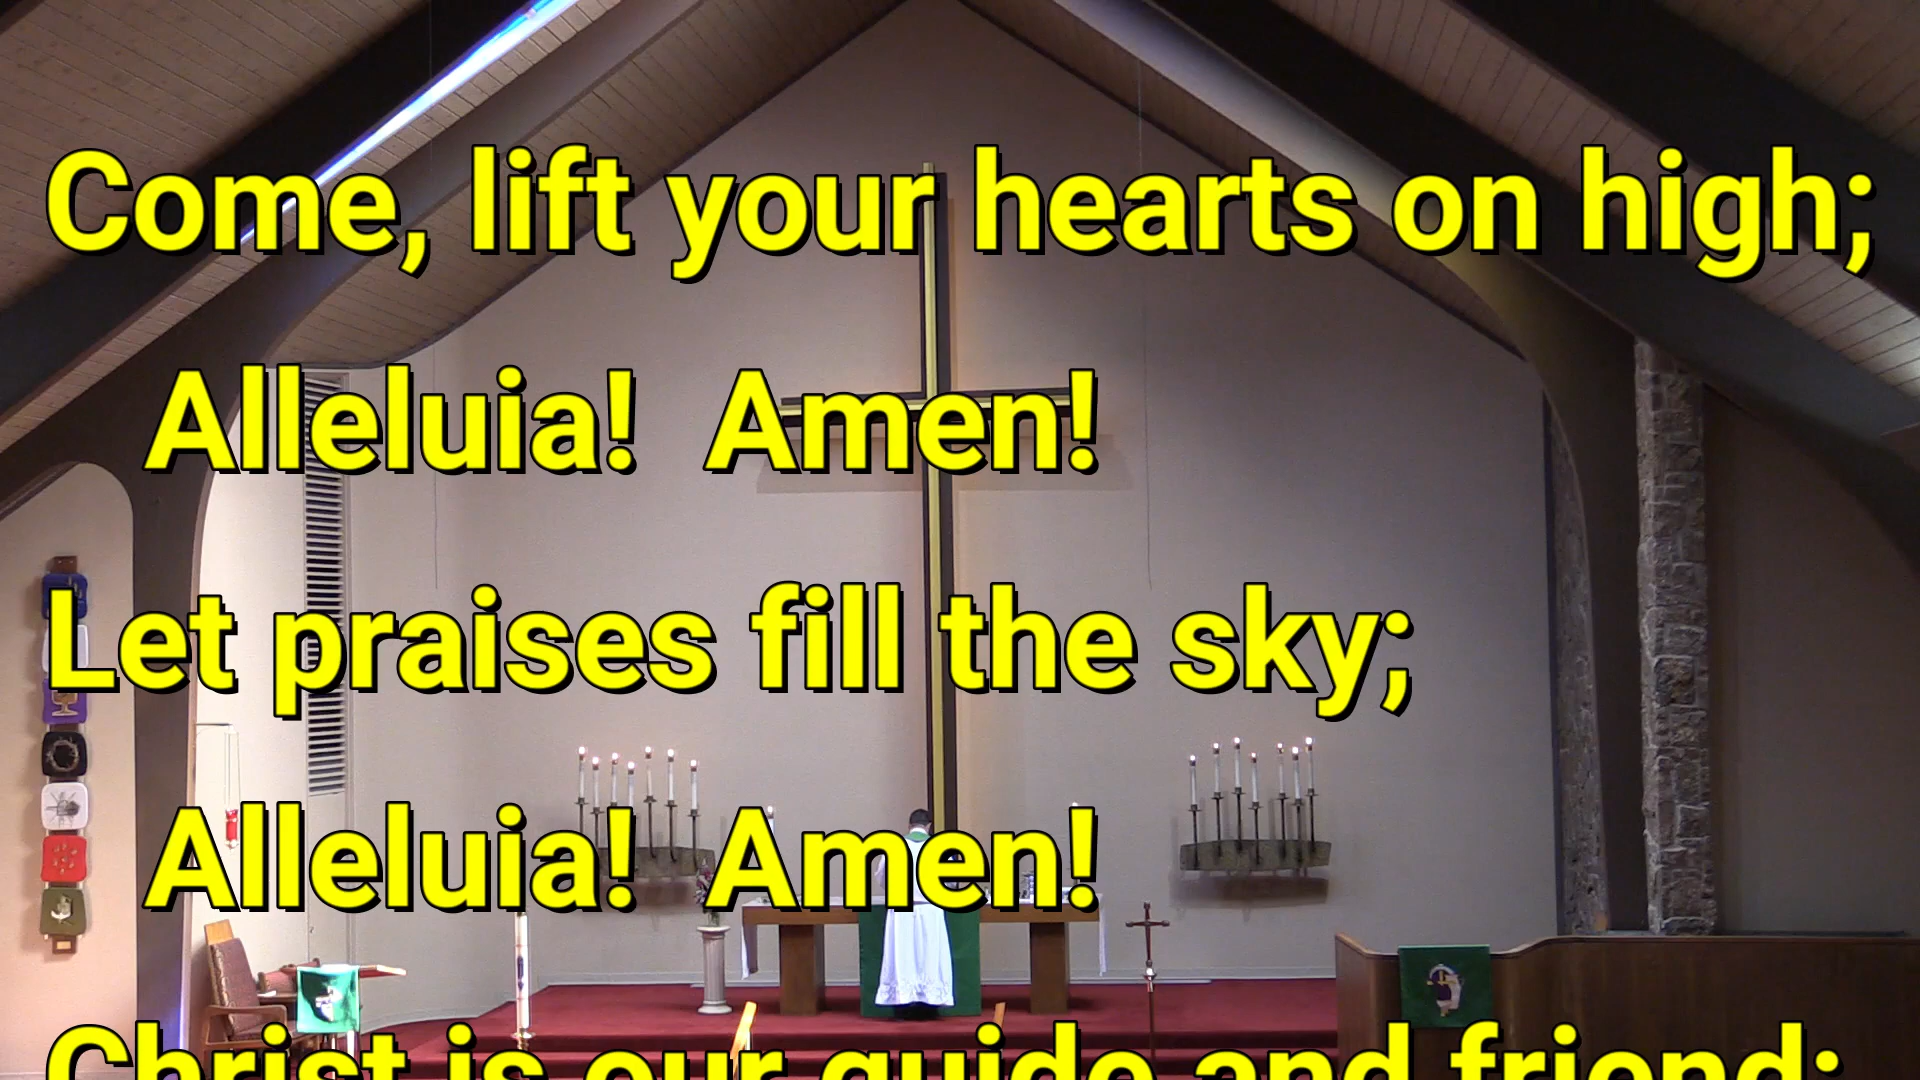 Come, lift your hearts on high;
Alleluia! Amen!
Let praises fill the sky;
Alleluia! Amen!
Christ is our guide and friend;